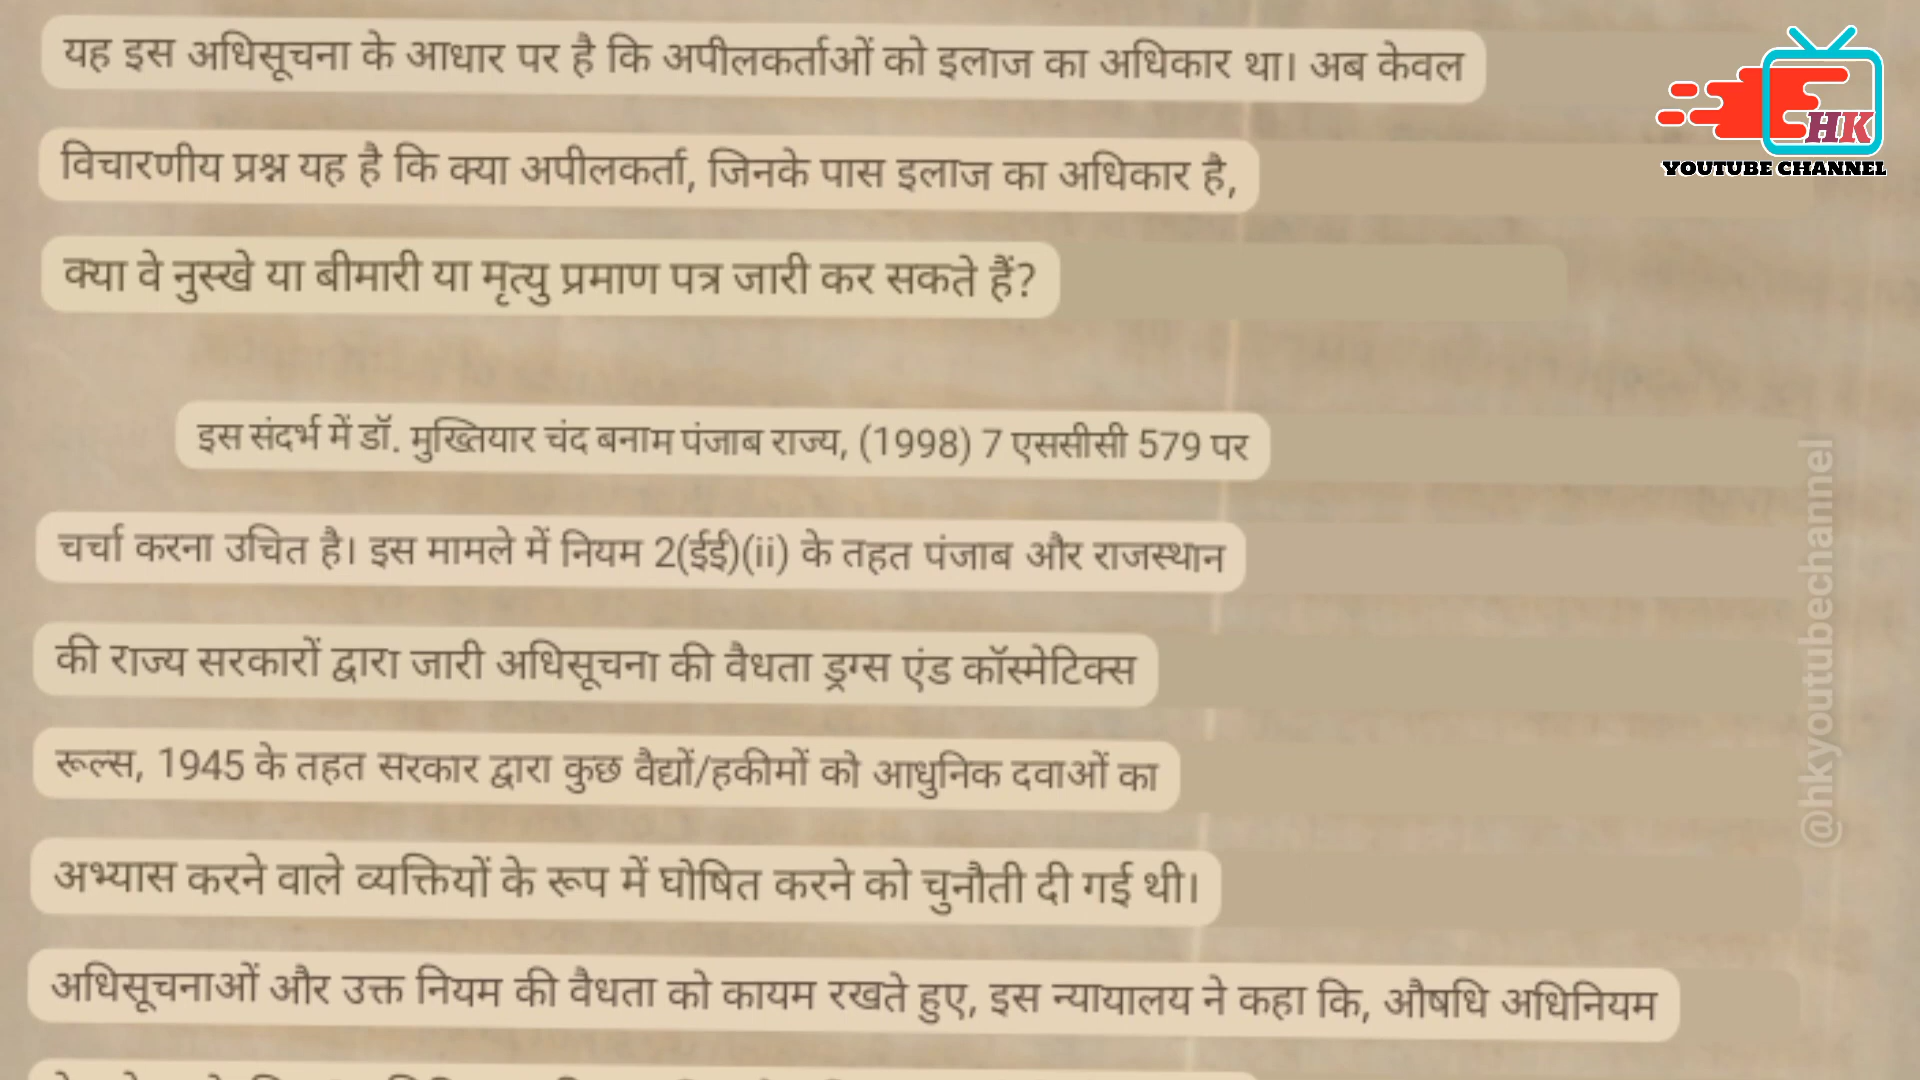 यह इस अधिसूचना के आधार पर है कि अपीलकर्ताओं को इलाज का अधिकार था। अब केवल
विचारणीय प्रश्न यह है कि क्या अपीलकर्ता, जिनके पास इलाज का अधिकार है,
क्या वे नुस्खे या बीमारी या मृत्यु प्रमाण पत्र जारी कर सकते हैं?
इस संदर्भ में डॉ. मुख्तियार चंद बनाम पंजाब राज्य, (1998) 7 एससीसी 579 पर
चर्चा करना उचित है। इस मामले में नियम 2(ईई)(ii) के तहत पंजाब और राजस्थान
की राज्य सरकारों द्वारा जारी अधिसूचना की वैधता ड्रग्स एंड कॉस्मेटिक्स
रूल्स, 1945 के तहत सरकार द्वारा कुछ वैद्यों/हकीमों को आधुनिक दवाओं का
अभ्यास करने वाले व्यक्तियों के रूप में घोषित करने को चुनौती दी गई थी।
अधिसूचनाओं और उक्त नियम की वैधता को कायम रखते हुए, इस न्यायालय ने कहा कि, औषधि अधिनियम
HK
YOUTUBE CHANNEL
@hkyoutubechannel